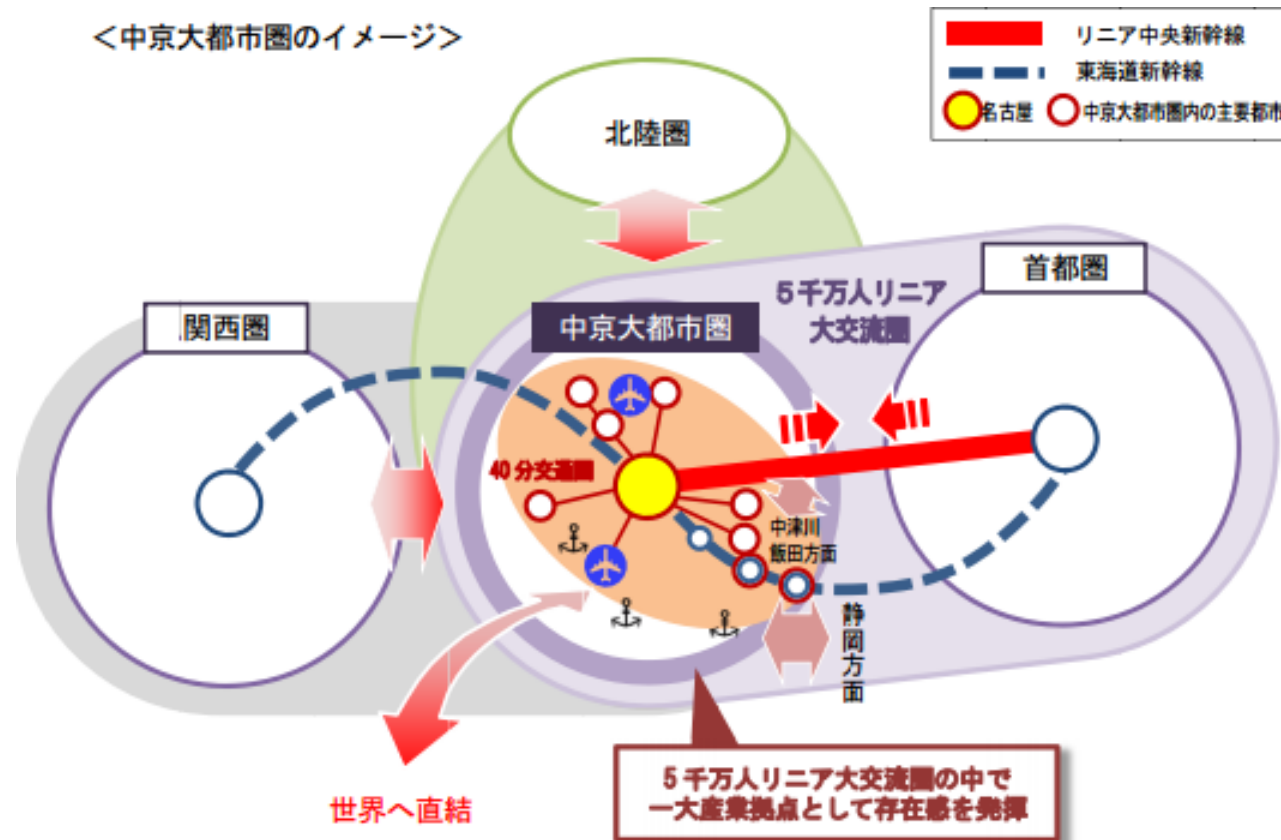 ＜中京大都市圏のイメージ＞
リニア中央新幹線
東海道新幹線
名古屋
中京大都市圏内の主要都市
北陸圏
首都圏
5千万人リニア
大交流圏
関西圏
中京大都市圏
40分交通圏
中津川
飯田方面
静岡方面
5千万人リニア大交流圏の中で
一大産業拠点として存在感を発揮
世界へ直結